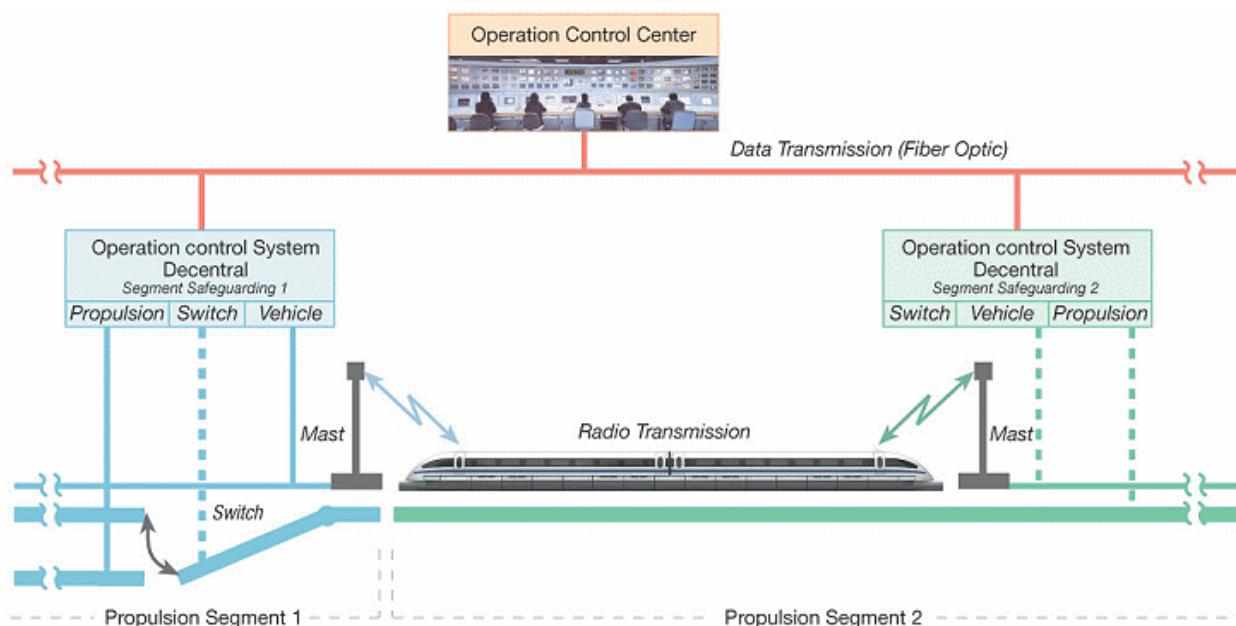 Operation Control Center
Data Transmission (Fiber Optic)
Operation control System
Decentral
Segment Safeguarding 1
Propulsion Switch Vehicle
Operation control System
Decentral
Segment Safeguarding 2
Switch Vehicle Propulsion
Mast
Radio Transmission
Mast
Switch
Propulsion Segment 1
Propulsion Segment 2